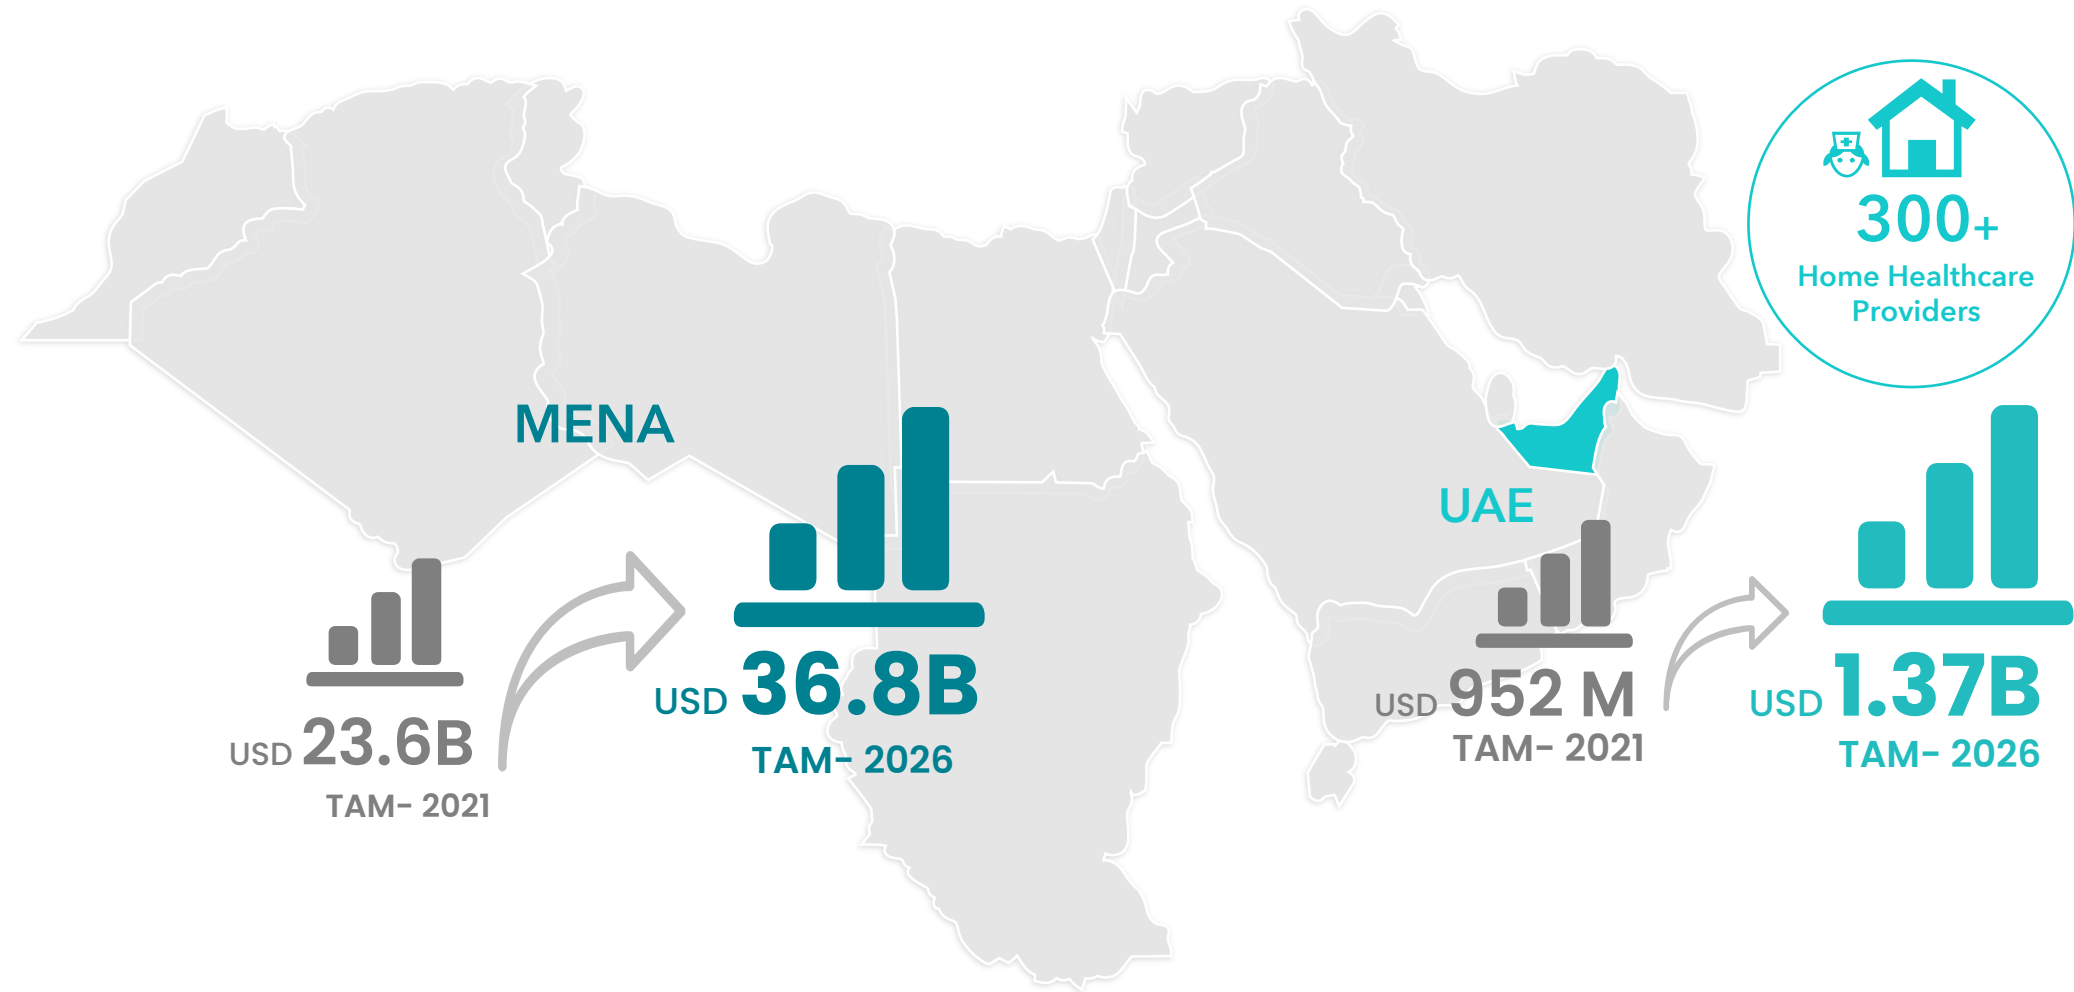 300+
Home Healthcare
Providers
MENA
UAE
USD 23.6B
TAM- 2021
USD 36.8B
TAM- 2026
USD 952 M
TAM- 2021
USD 1.37B
TAM- 2026